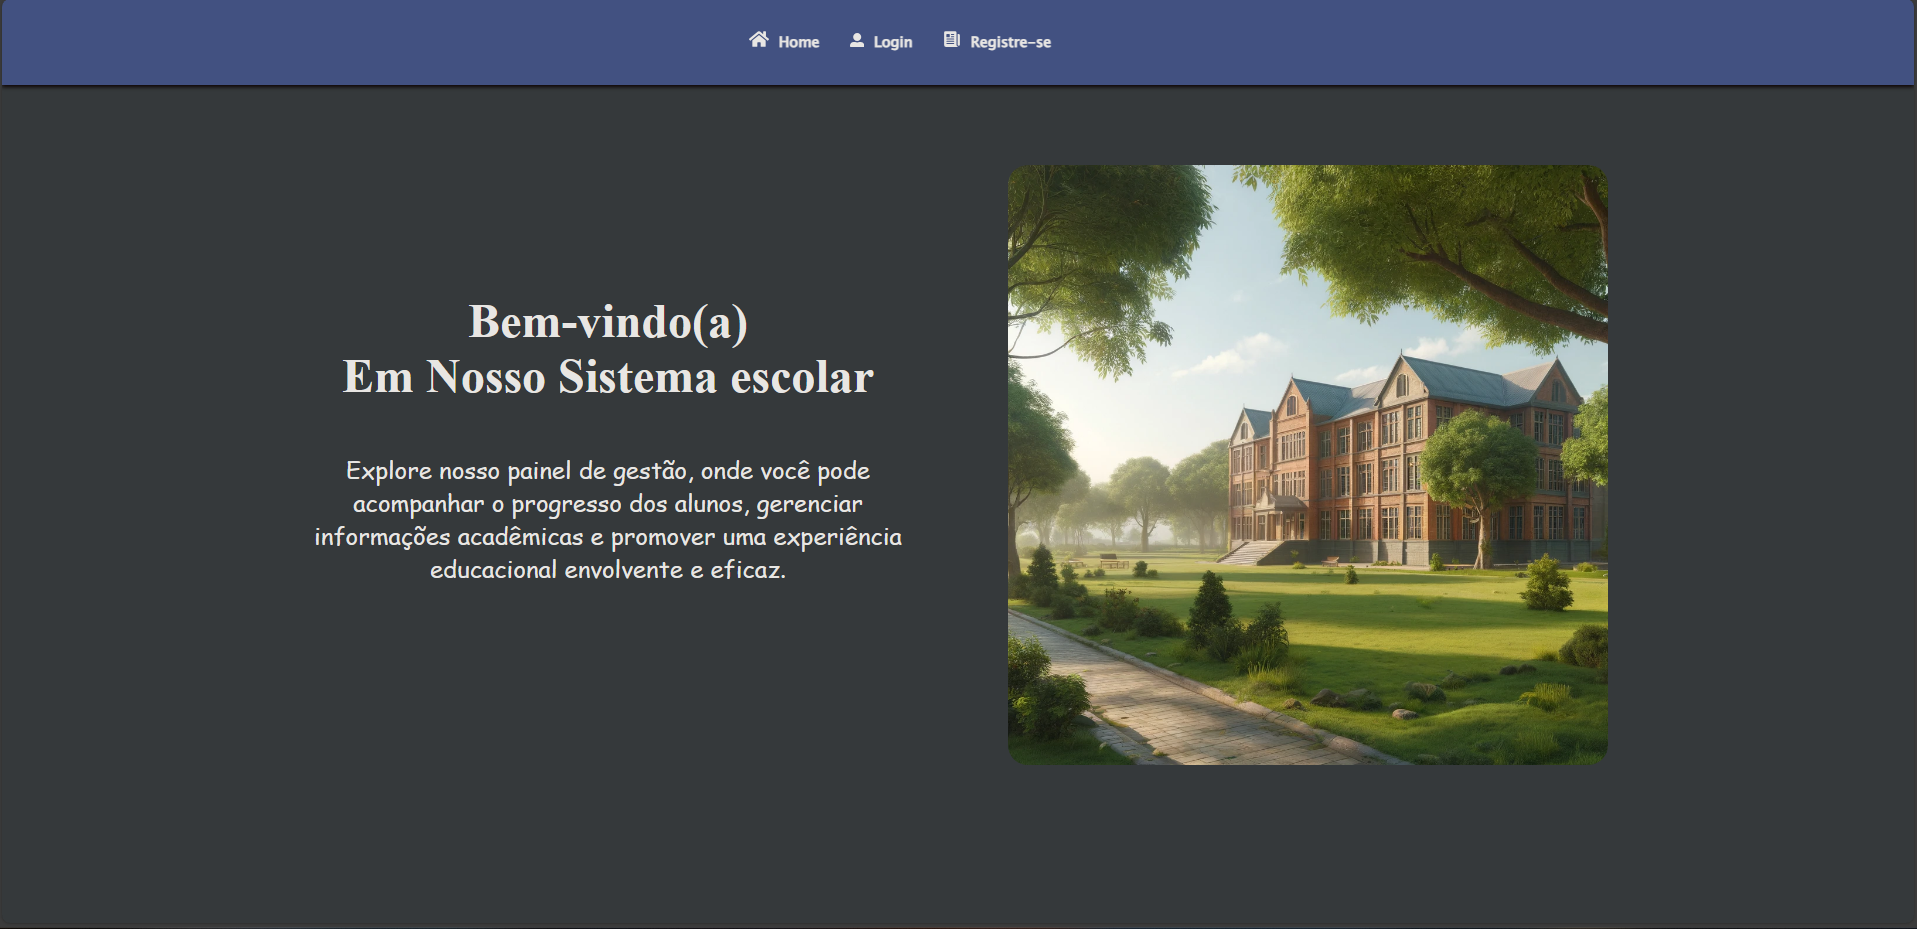 Home Login Registre-se
Bem-vindo(a)
Em Nosso Sistema escolar
Explore nosso painel de gestão, onde você pode
acompanhar o progresso dos alunos, gerenciar
informações acadêmicas e promover uma experiência
educacional envolvente e eficaz.